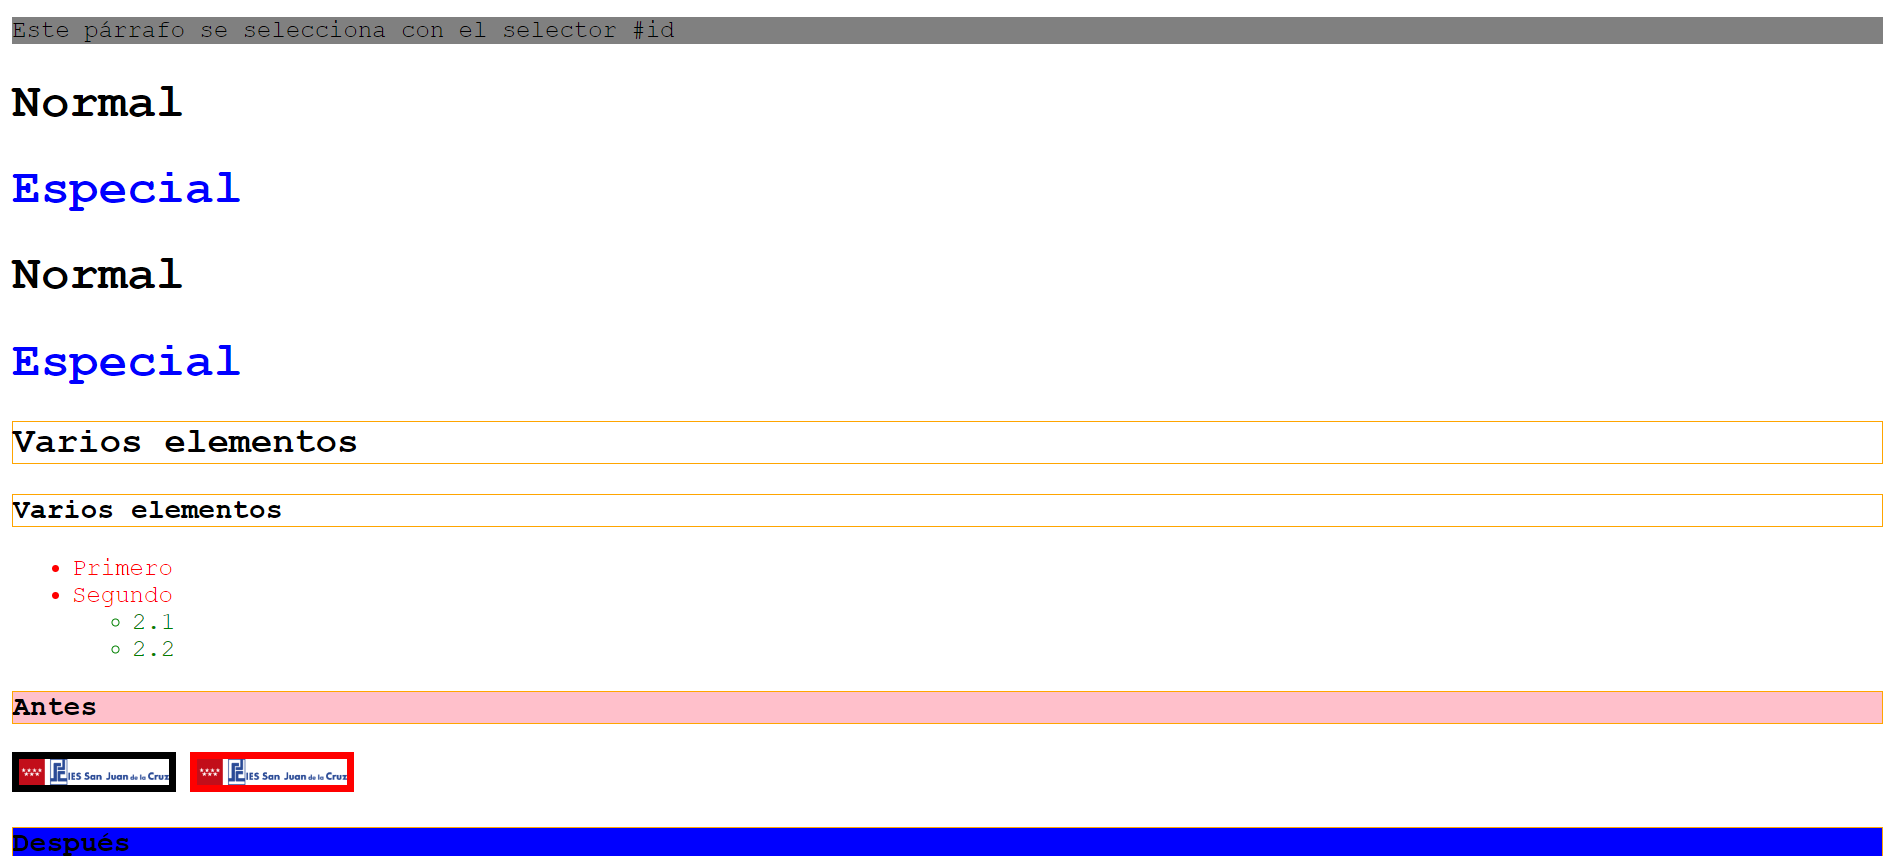 Este párrafo se selecciona con el selector #id
Normal
Especial
Normal
Especial
Varios elementos
Varios elementos
Primero
Segundo
2.1
2.2
Antes
IES San Juan de la Cruz IES San Juan de la Cruz
Después